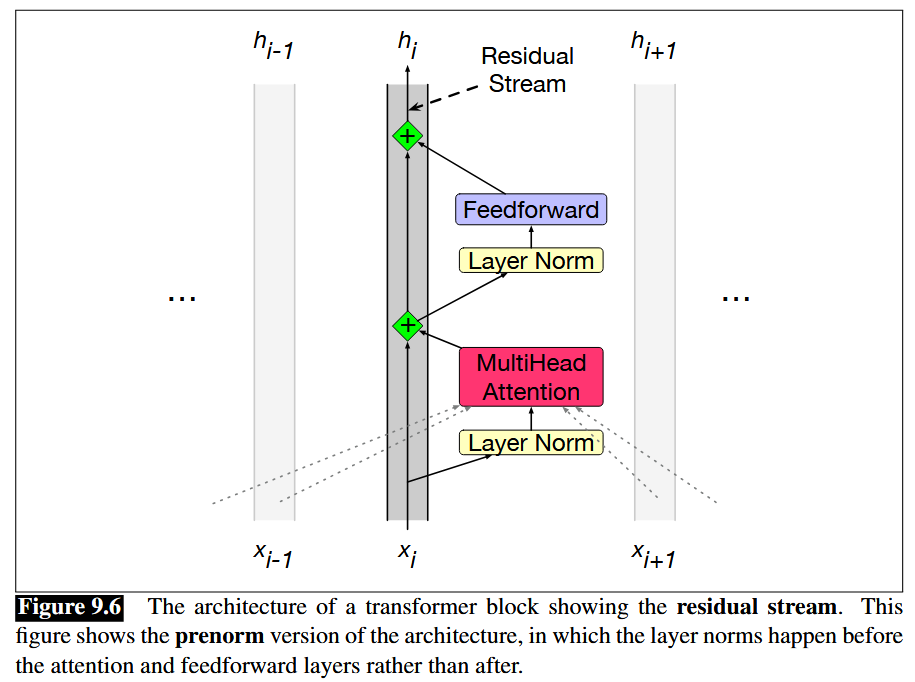 h_{i-1} h_i h_{i+1}
Residual
Stream
+
Feedforward
Layer Norm
... ...
+
MultiHead
Attention
Layer Norm
x_{i-1} x_i x_{i+1}
Figure 9.6 The architecture of a transformer block showing the residual stream. This
figure shows the prenorm version of the architecture, in which the layer norms happen before
the attention and feedforward layers rather than after.